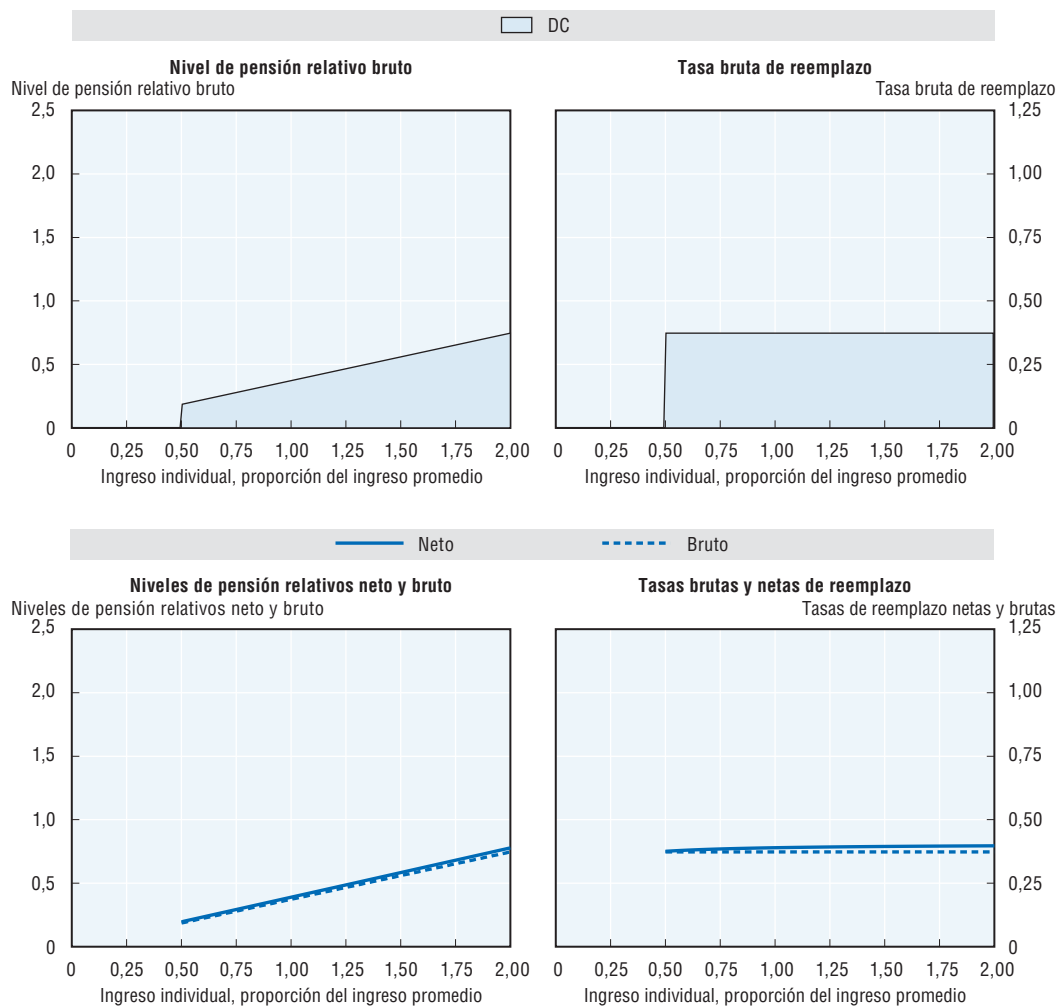 DC
Nivel de pensión relativo bruto
Nivel de pensión relativo bruto
2,5
2,0
1,5
1,0
0,5
0
0 0,25 0,50 0,75 1,00 1,25 1,50 1,75 2,00
Ingreso individual, proporción del ingreso promedio
Tasa bruta de reemplazo
Tasa bruta de reemplazo
1,25
1,00
0,75
0,50
0,25
0
0 0,25 0,50 0,75 1,00 1,25 1,50 1,75 2,00
Ingreso individual, proporción del ingreso promedio
Neto Bruto
Niveles de pensión relativos neto y bruto
Niveles de pensión relativos neto y bruto
2,5
2,0
1,5
1,0
0,5
0
0 0,25 0,50 0,75 1,00 1,25 1,50 1,75 2,00
Ingreso individual, proporción del ingreso promedio
Tasas brutas y netas de reemplazo
Tasas de reemplazo netas y brutas
1,25
1,00
0,75
0,50
0,25
0
0 0,25 0,50 0,75 1,00 1,25 1,50 1,75 2,00
Ingreso individual, proporción del ingreso promedio